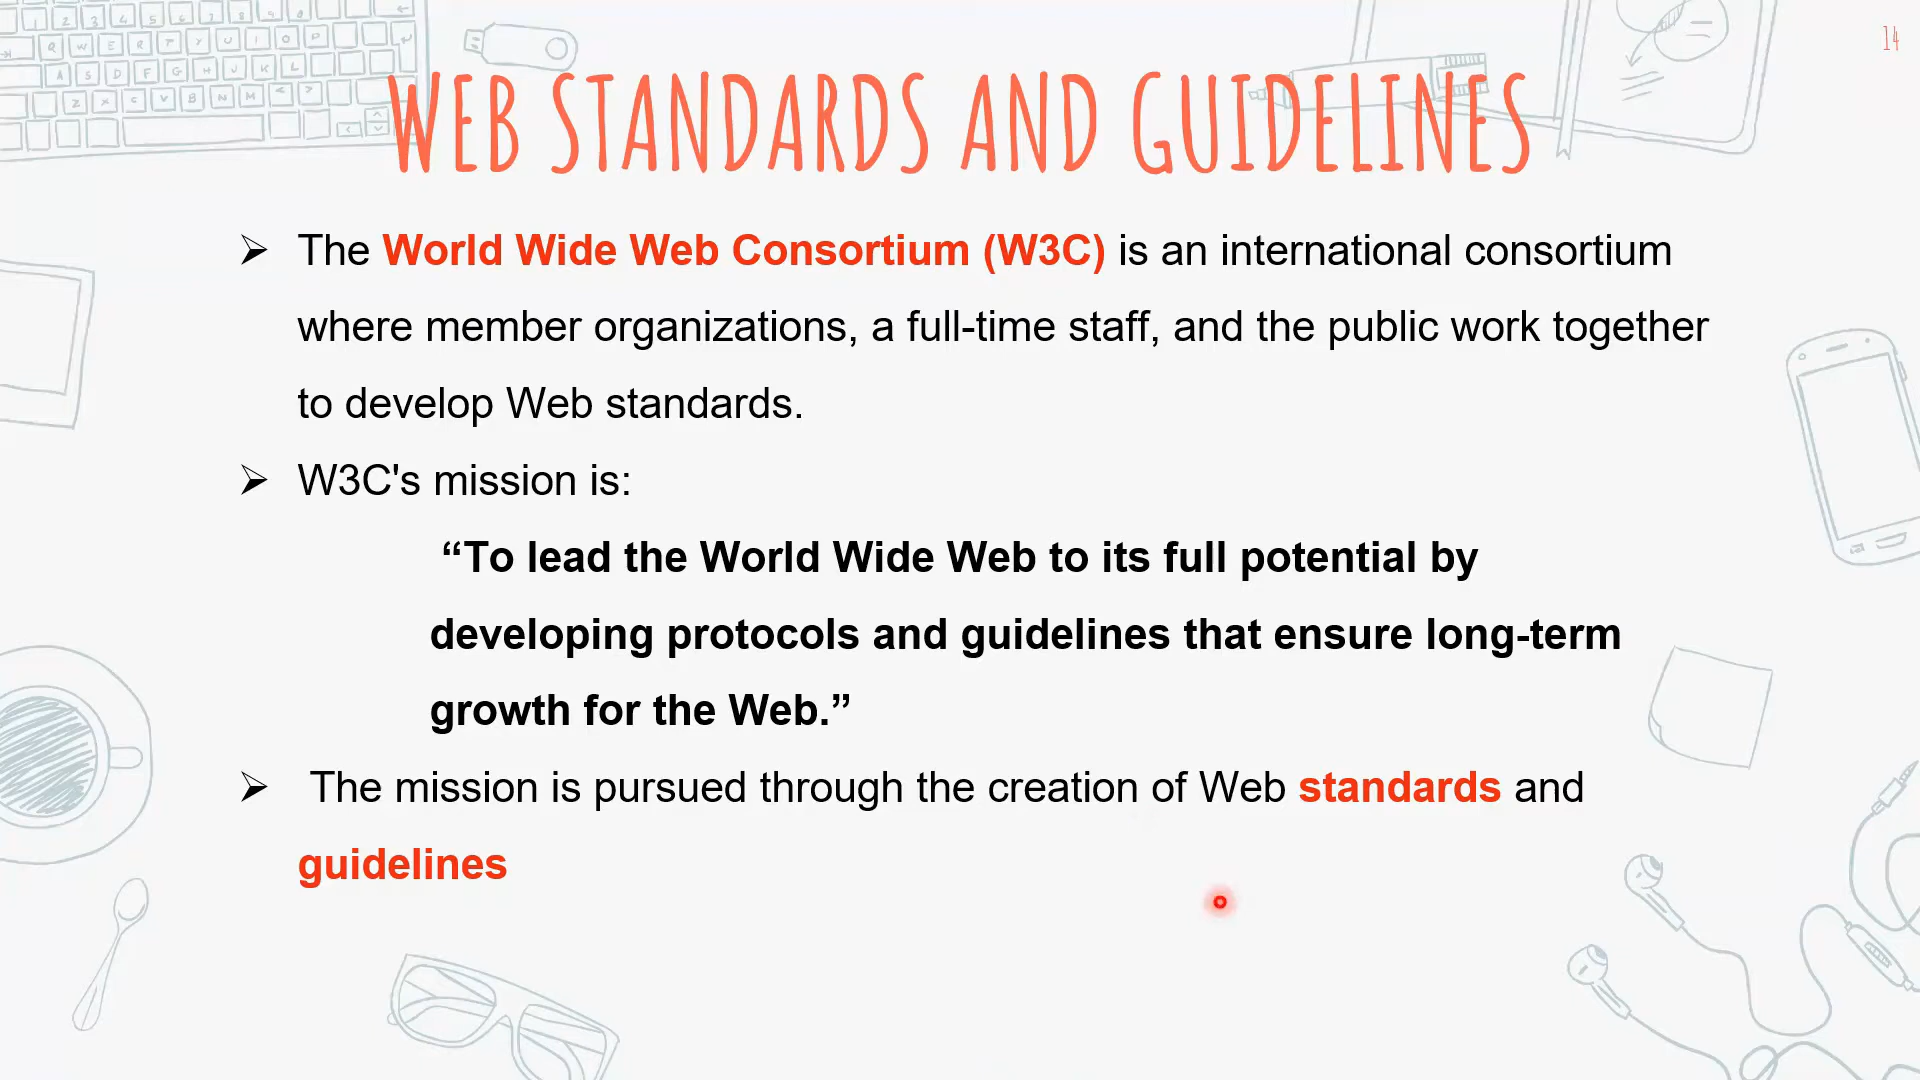 14
WEB STANDARDS AND GUIDELINES
➢ The World Wide Web Consortium (W3C) is an international consortium
where member organizations, a full-time staff, and the public work together
to develop Web standards.
➢ W3C's mission is:
“To lead the World Wide Web to its full potential by
developing protocols and guidelines that ensure long-term
growth for the Web.”
➢ The mission is pursued through the creation of Web standards and
guidelines